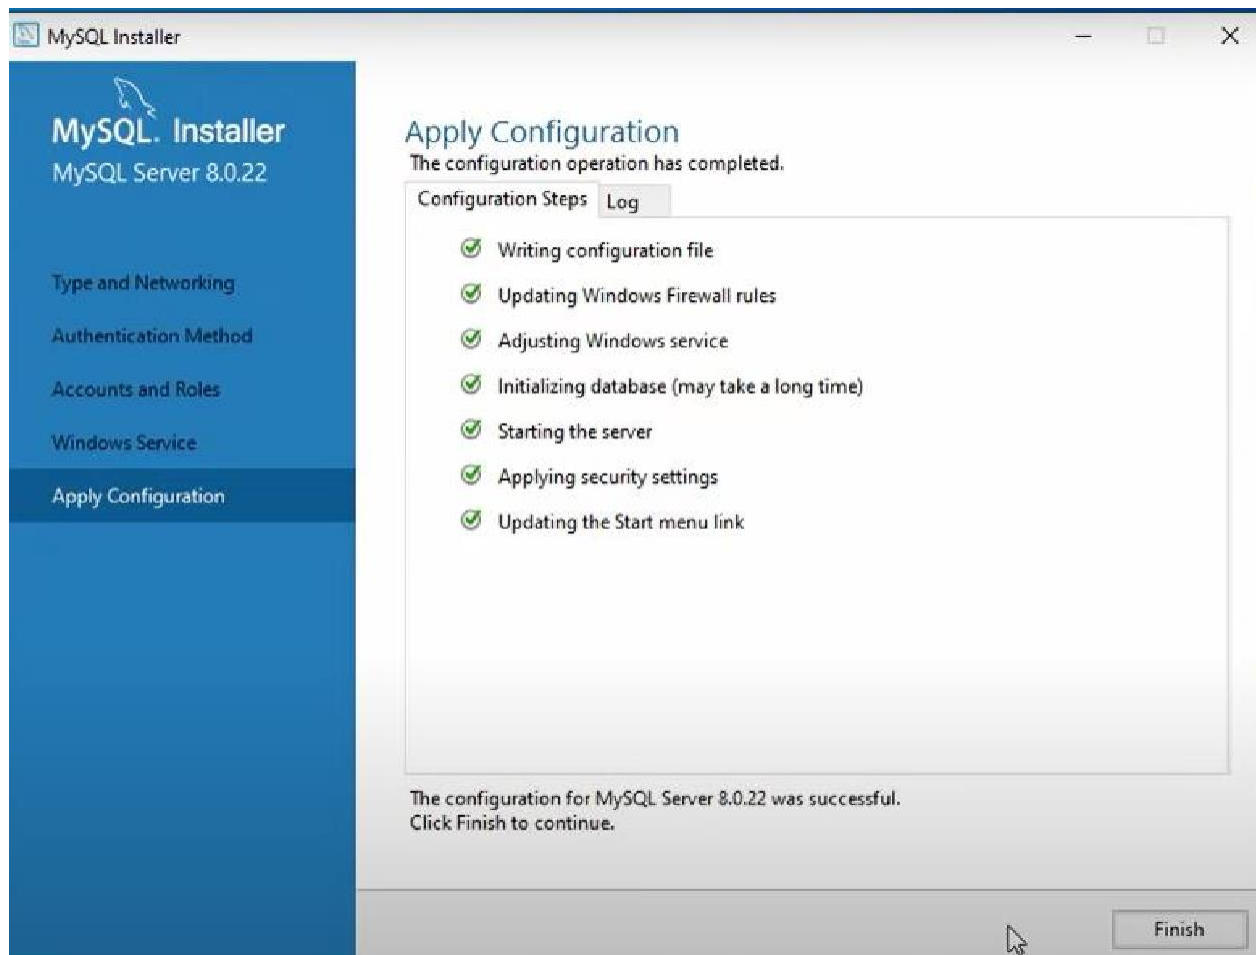 MySQL Installer
MySQL. Installer
MySQL Server 8.0.22
Type and Networking
Authentication Method
Accounts and Roles
Windows Service
Apply Configuration
Apply Configuration
The configuration operation has completed.
Configuration Steps Log
Writing configuration file
Updating Windows Firewall rules
Adjusting Windows service
Initializing database (may take a long time)
Starting the server
Applying security settings
Updating the Start menu link
The configuration for MySQL Server 8.0.22 was successful.
Click Finish to continue.
Finish